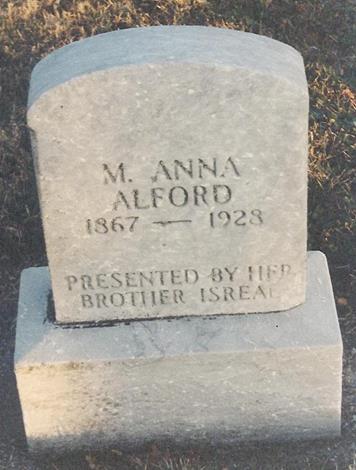 M. ANNA
ALFORD
1867 — 1928
PRESENTED BY HER
BROTHER ISREAL